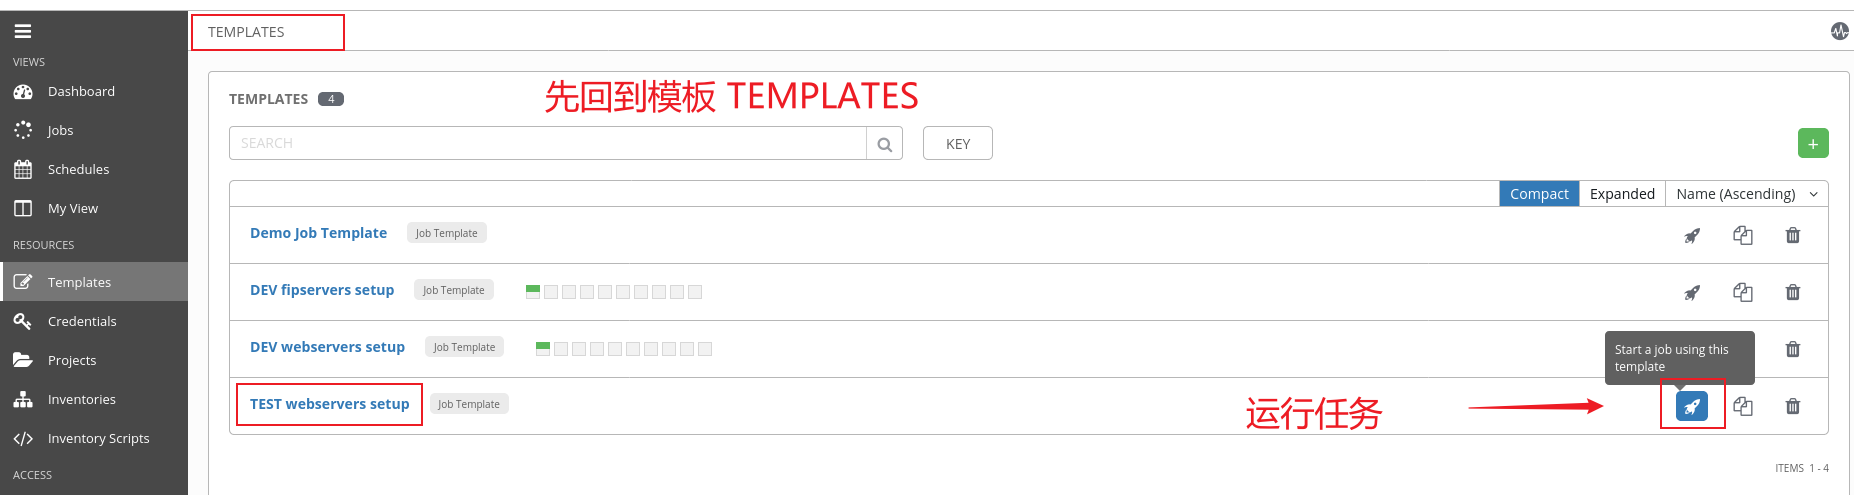 TEMPLATES
VIEWS
Dashboard
Jobs
Schedules
My View
RESOURCES
Templates
Credentials
Projects
Inventories
Inventory Scripts
ACCESS
TEMPLATES 4
先回到模板 TEMPLATES
SEARCH
KEY
+
Compact Expanded Name (Ascending)
Demo Job Template Job Template
DEV fipservers setup Job Template
DEV webservers setup Job Template
Start a job using this
template
TEST webservers setup Job Template
运行任务
ITEMS 1 - 4